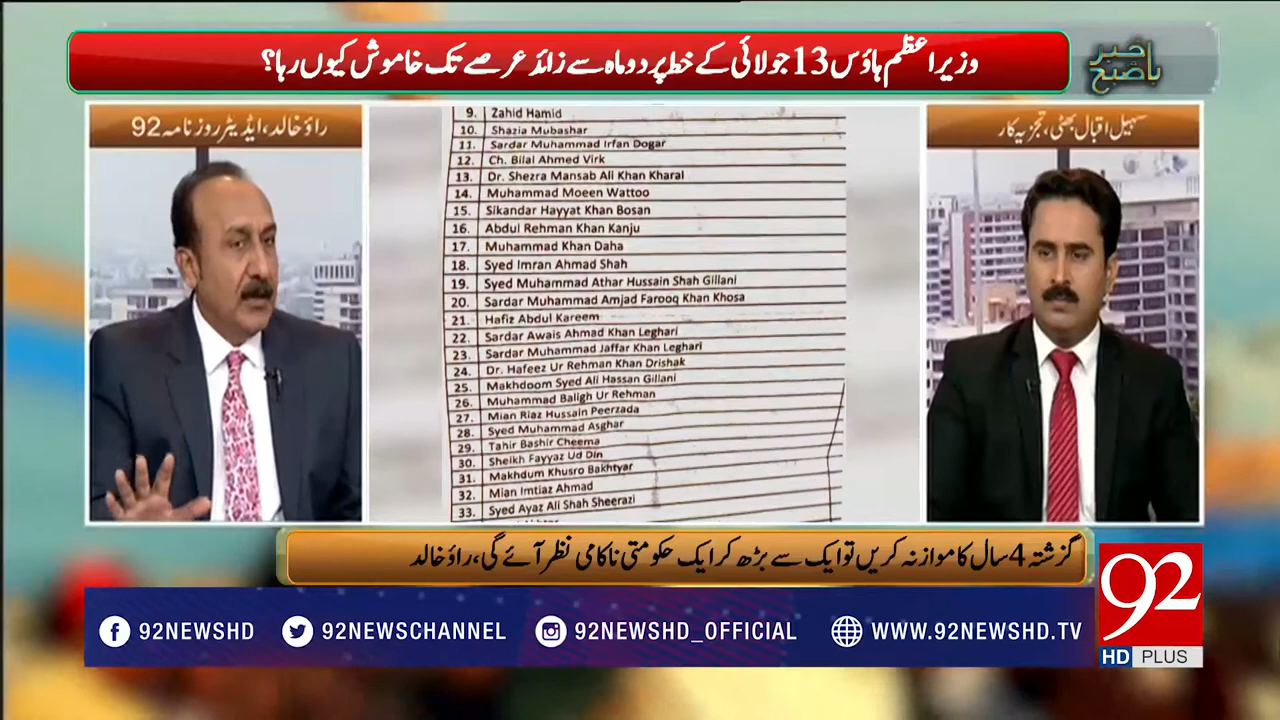 وزیراعظم ہاؤس 13 جولائی کے خط پر دو ماہ سے زائد عرصے تک خاموش کیوں رہا؟
باخبر صبح
راؤ خالد، ایڈیٹر روزنامہ 92
سہیل اقبال بھٹی، تجزیہ کار
9. Zahid Hamid
10. Shazia Mubashar
11. Sardar Muhammad Irfan Dogar
12. Ch. Bilal Ahmed Virk
13. Dr. Shezra Mansab Ali Khan Kharal
14. Muhammad Moeen Wattoo
15. Sikandar Hayyat Khan Bosan
16. Abdul Rehman Khan Kanju
17. Muhammad Khan Daha
18. Syed Imran Ahmad Shah
19. Syed Muhammad Athar Hussain Shah Gillani
20. Sardar Muhammad Amjad Farooq Khan Khosa
21. Hafiz Abdul Kareem
22. Sardar Awais Ahmad Khan Leghari
23. Sardar Muhammad Jaffar Khan Leghari
24. Dr. Hafeez Ur Rehman Khan Drishak
25. Makhdoom Syed Ali Hassan Gillani
26. Muhammad Baligh Ur Rehman
27. Mian Riaz Hussain Peerzada
28. Syed Muhammad Asghar
29. Tahir Bashir Cheema
30. Sheikh Fayyaz Ud Din
31. Makhdum Khusro Bakhtyar
32. Mian Imtiaz Ahmad
33. Syed Ayaz Ali Shah Sheerazi
گزشتہ 4 سال کا موازنہ کریں تو ایک سے بڑھ کر ایک حکومتی ناکامی نظر آئے گی، راؤ خالد
92NEWSHD 92NEWSCHANNEL 92NEWSHD_OFFICIAL WWW.92NEWSHD.TV
92
HD PLUS